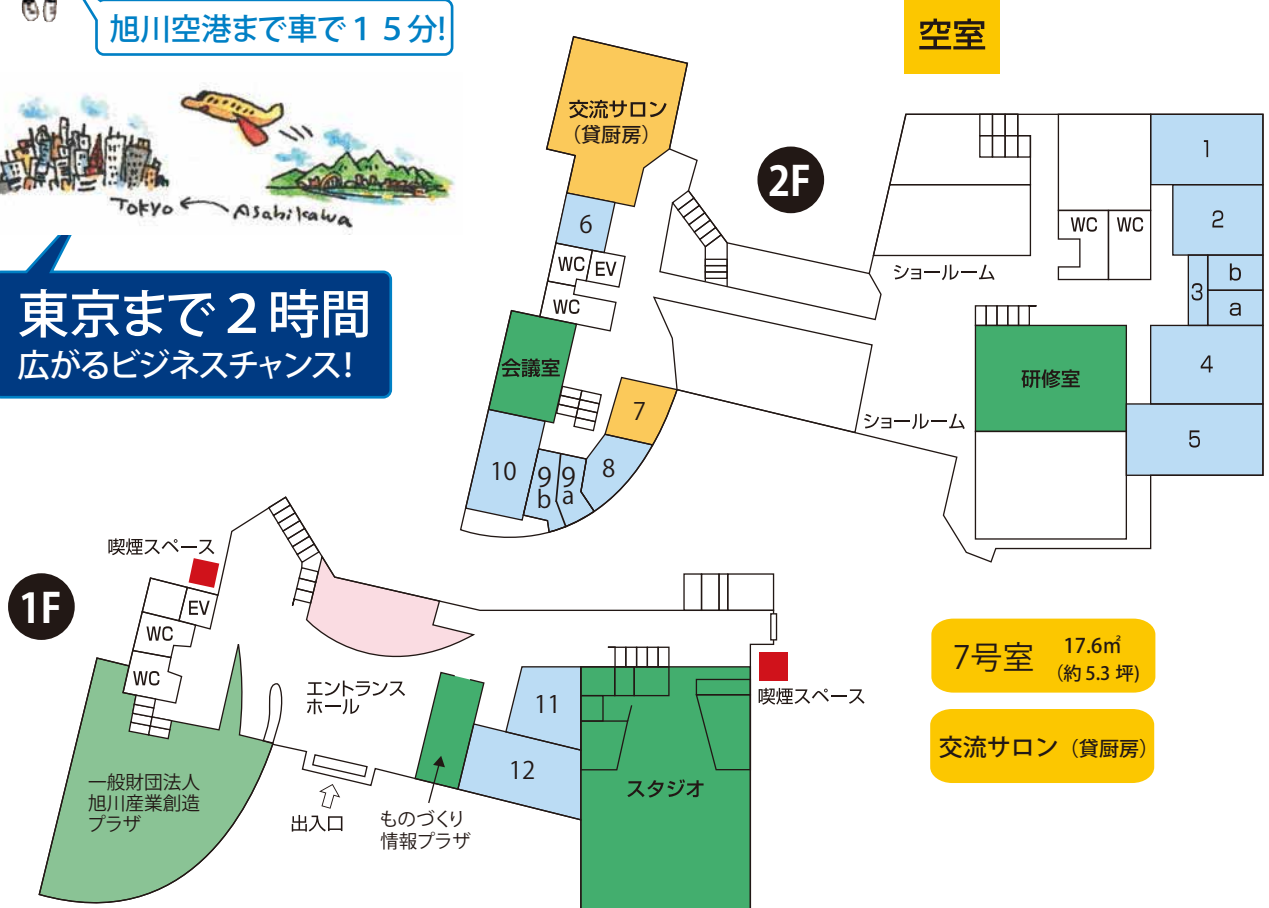 旭川空港まで車で１５分!
Tokyo ← Asahikawa
東京まで２時間
広がるビジネスチャンス!
空室
2F
交流サロン
（貸厨房）
6
WC
EV
WC
会議室
7
8
9
a
9
b
10
ショールーム
ショールーム
WC
WC
研修室
1
2
3
b
a
4
5
1F
喫煙スペース
EV
WC
WC
エントランス
ホール
11
12
スタジオ
喫煙スペース
一般財団法人
旭川産業創造
プラザ
出入口
ものづくり
情報プラザ
7号室
17.6㎡
(約 5.3 坪)
交流サロン（貸厨房）